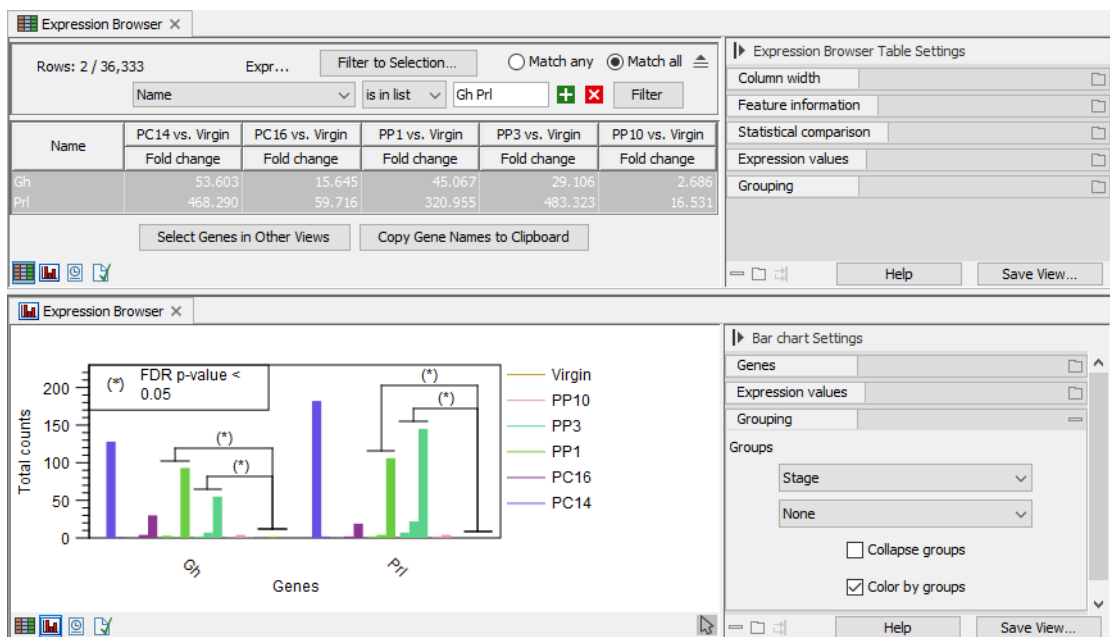 Expression Browser
Rows: 2 / 36,333 Expr... Filter to Selection... Match any Match all
Name is in list Gh Prl Filter
Name PC14 vs. Virgin PC16 vs. Virgin PP1 vs. Virgin PP3 vs. Virgin PP10 vs. Virgin
Fold change Fold change Fold change Fold change Fold change
Gh 53.603 15.645 45.067 29.106 2.686
Prl 468.290 59.716 320.955 483.323 16.531
Select Genes in Other Views Copy Gene Names to Clipboard
Expression Browser Table Settings
Column width
Feature information
Statistical comparison
Expression values
Grouping
Help Save View...
Expression Browser
(*) FDR p-value <
0.05
(*)
(*)
(*)
(*)
200
150
100
50
0
Total counts
Gh
Prl
Genes
Virgin
PP10
PP3
PP1
PC16
PC14
Bar chart Settings
Genes
Expression values
Grouping
Groups
Stage
None
Collapse groups
Color by groups
Help Save View...